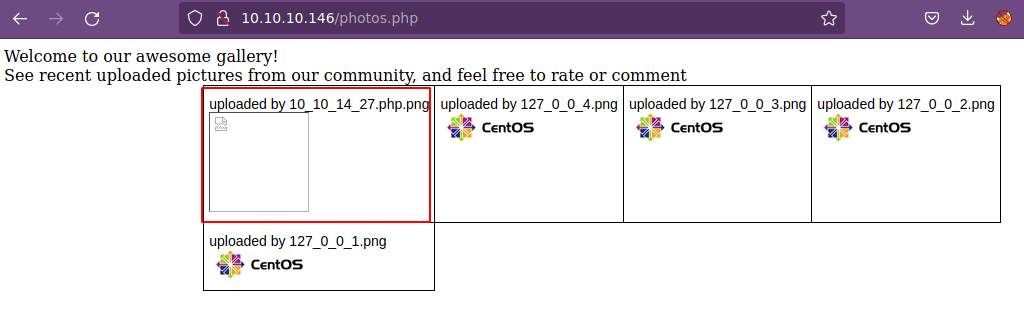 10.10.10.146/photos.php
Welcome to our awesome gallery!
See recent uploaded pictures from our community, and feel free to rate or comment
uploaded by 10_10_14_27.php.png
uploaded by 127_0_0_4.png
uploaded by 127_0_0_3.png
uploaded by 127_0_0_2.png
CentOS
CentOS
CentOS
uploaded by 127_0_0_1.png
CentOS